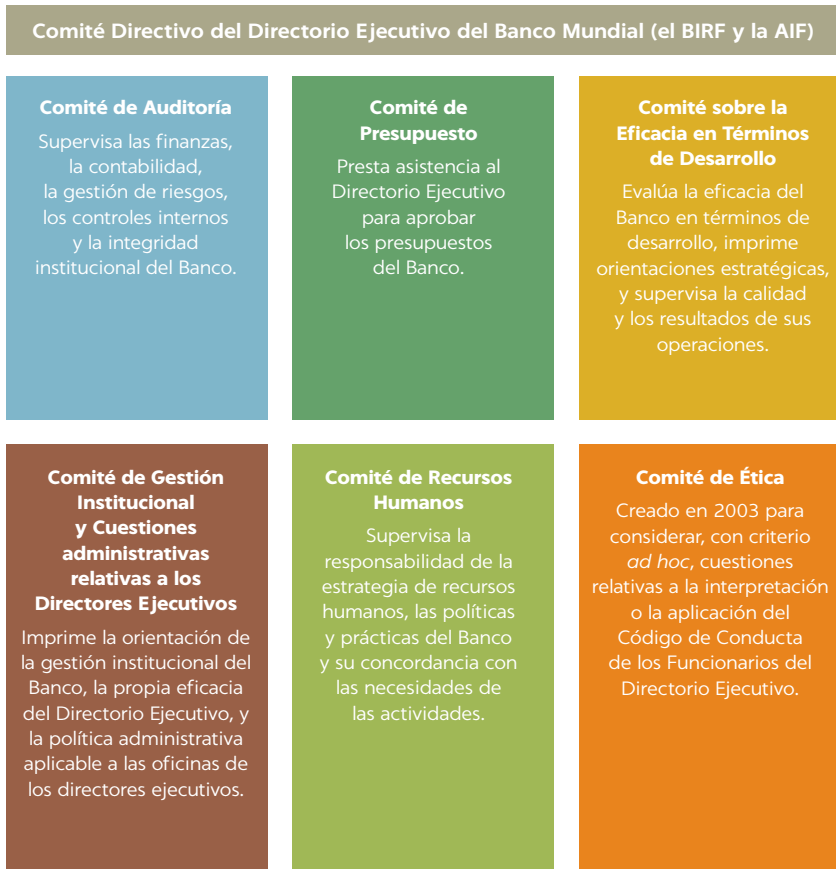 Comité Directivo del Directorio Ejecutivo del Banco Mundial (el BIRF y la AIF)
Comité de Auditoría
Supervisa las finanzas,
la contabilidad,
la gestión de riesgos,
los controles internos
y la integridad
institucional del Banco.
Comité de
Presupuesto
Presta asistencia al
Directorio Ejecutivo
para aprobar
los presupuestos
del Banco.
Comité sobre la
Eficacia en Términos
de Desarrollo
Evalúa la eficacia del
Banco en términos de
desarrollo, imprime
orientaciones estratégicas,
y supervisa la calidad
y los resultados de sus
operaciones.
Comité de Gestión
Institucional
y Cuestiones
administrativas
relativas a los
Directores Ejecutivos
Imprime la orientación de
la gestión institucional del
Banco, la propia eficacia
del Directorio Ejecutivo, y
la política administrativa
aplicable a las oficinas de
los directores ejecutivos.
Comité de Recursos
Humanos
Supervisa la
responsabilidad de la
estrategia de recursos
humanos, las políticas
y prácticas del Banco
y su concordancia con
las necesidades de
las actividades.
Comité de Ética
Creado en 2003 para
considerar, con criterio
ad hoc, cuestiones
relativas a la interpretación
o la aplicación del
Código de Conducta
de los Funcionarios del
Directorio Ejecutivo.